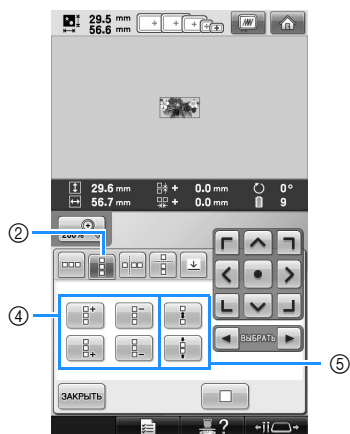 29.5 mm
56.6 mm
29.6 mm + 0.0 mm 0°
56.7 mm + 0.0 mm 9
②
200%
④
ВЫБРАТЬ
⑤
ЗАКРЫТЬ
?